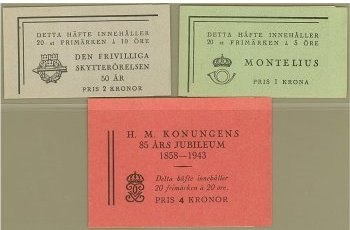 DETTA HÄFTE INNEHÅLLER
20 st FRIMÄRKEN à 10 ÖRE
DEN FRIVILLIGA
SKYTTERÖRELSEN
50 ÅR
PRIS 2 KRONOR
DETTA HÄFTE INNEHÅLLER
20 st FRIMÄRKEN à 5 ÖRE
MONTELIUS
PRIS 1 KRONA
H. M. KONUNGENS
85 ÅRS JUBILEUM
1858—1943
Detta häfte innehåller
20 frimärken à 20 öre.
PRIS 4 KRONOR